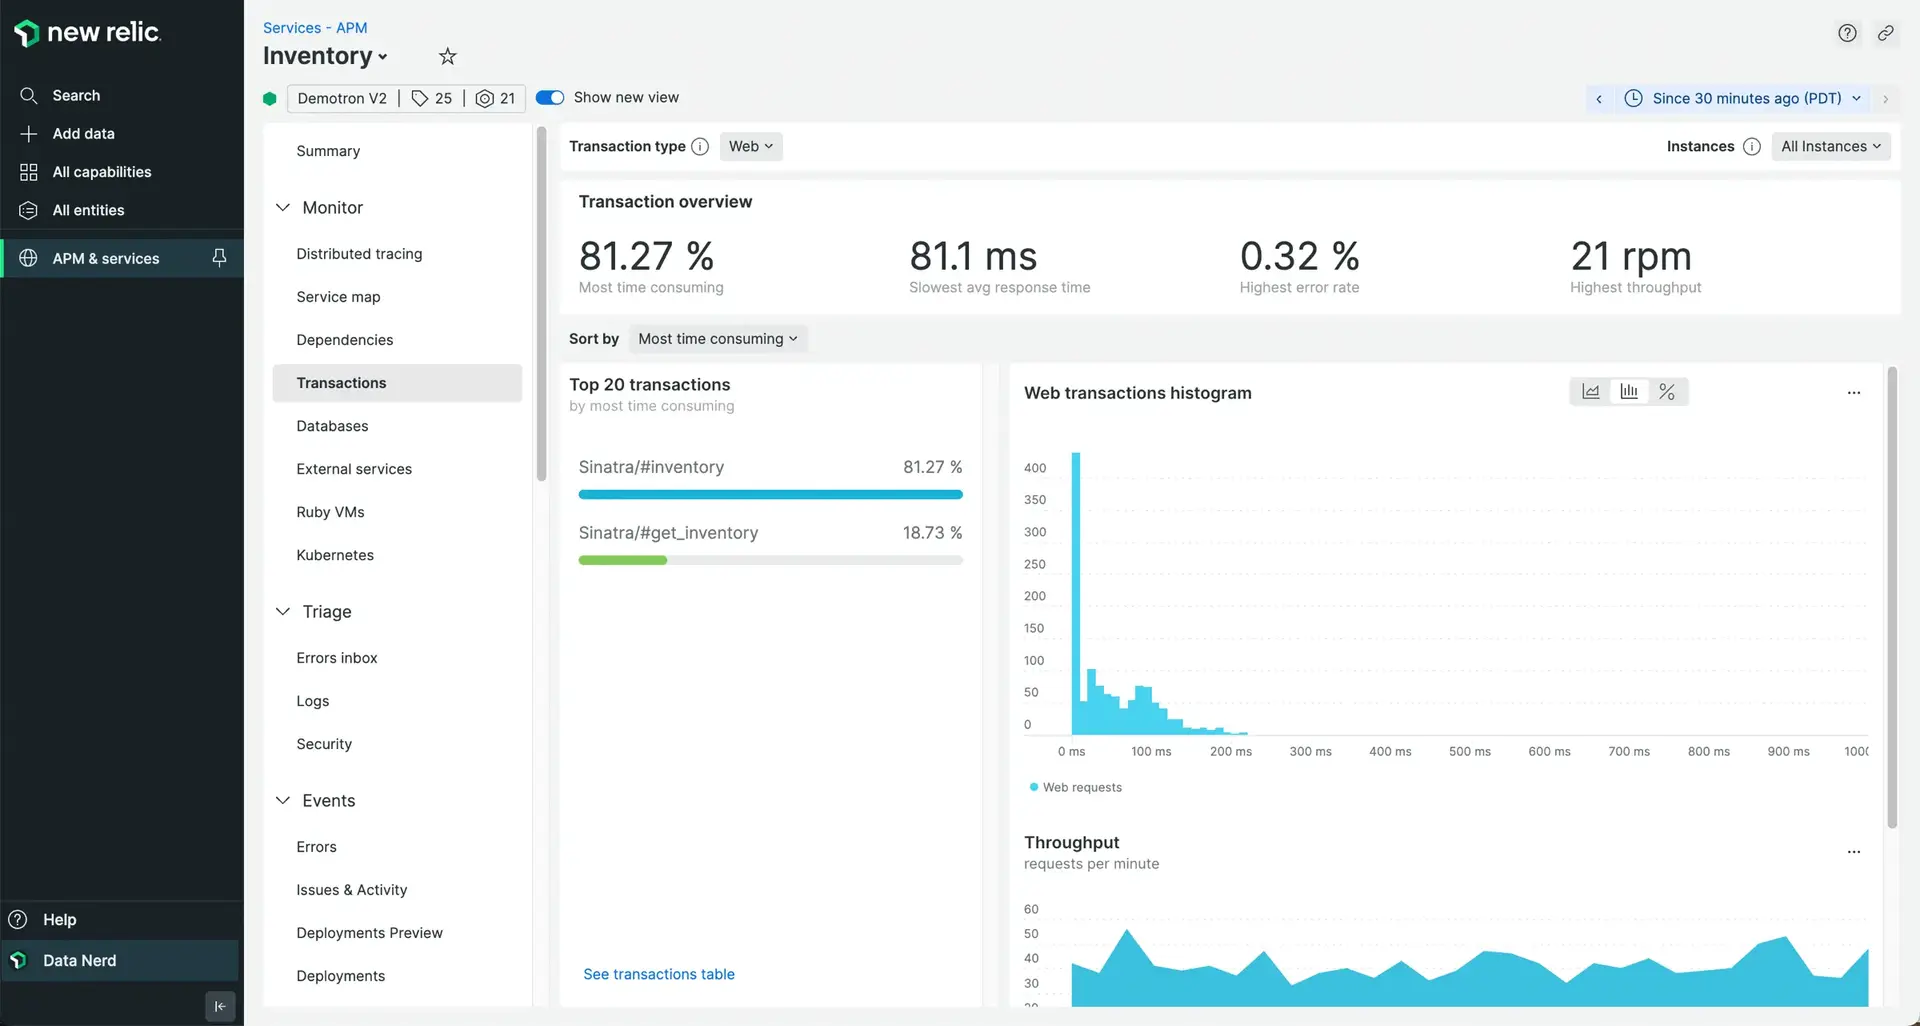 new relic.
Search
Add data
All capabilities
All entities
APM & services
Help
Data Nerd
Services - APM
Inventory
Demotron V2 | 25 | 21
Show new view
Since 30 minutes ago (PDT)
Summary
Monitor
Distributed tracing
Service map
Dependencies
Transactions
Databases
External services
Ruby VMs
Kubernetes
Triage
Errors inbox
Logs
Security
Events
Errors
Issues & Activity
Deployments Preview
Deployments
Transaction type Web
Instances All Instances
Transaction overview
81.27 %
Most time consuming
81.1 ms
Slowest avg response time
0.32 %
Highest error rate
21 rpm
Highest throughput
Sort by Most time consuming
Top 20 transactions
by most time consuming
Sinatra/#inventory 81.27 %
Sinatra/#get_inventory 18.73 %
See transactions table
Web transactions histogram
400
350
300
250
200
150
100
50
0
0 ms 100 ms 200 ms 300 ms 400 ms 500 ms 600 ms 700 ms 800 ms 900 ms
Web requests
Throughput
requests per minute
60
50
40
30